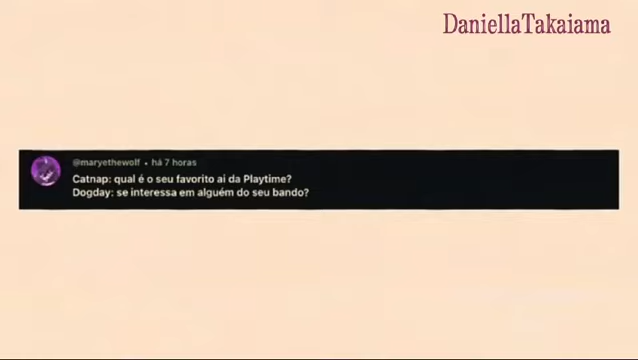 DaniellaTakaiama
@maryethewolf • há 7 horas
Catnap: qual é o seu favorito ai da Playtime?
Dogday: se interessa em alguém do seu bando?